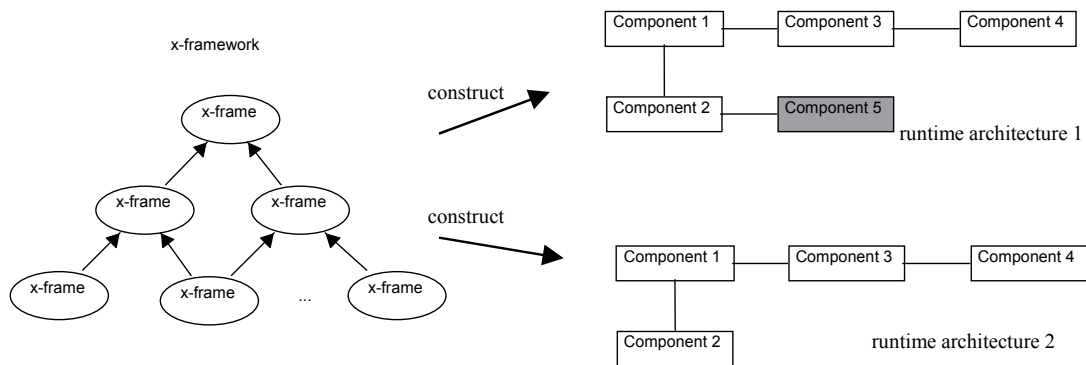 x-framework
x-frame
x-frame
x-frame
x-frame
x-frame
...
x-frame
construct
construct
Component 1
Component 3
Component 4
Component 2
Component 5
runtime architecture 1
Component 1
Component 3
Component 4
Component 2
runtime architecture 2